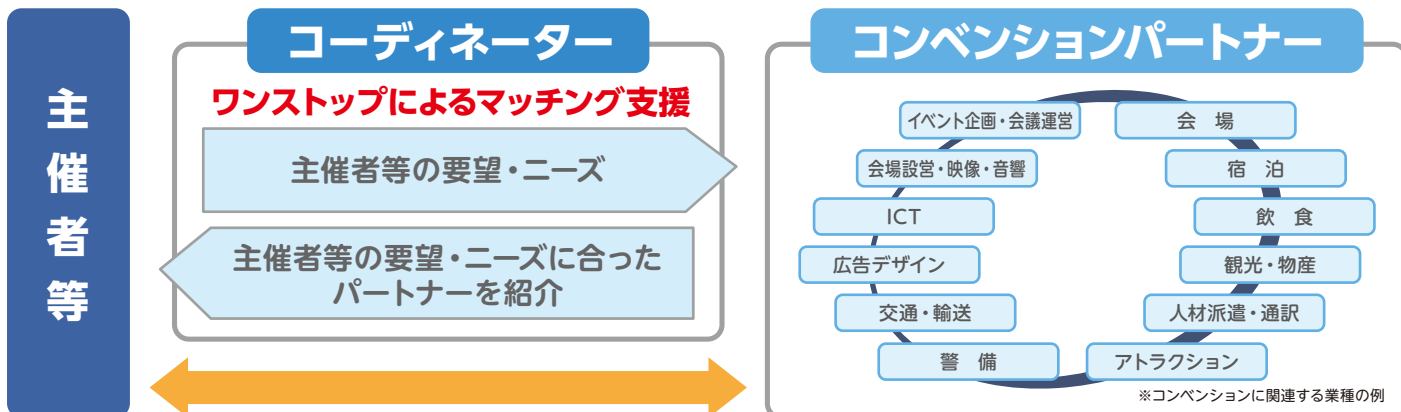 主催者等
コーディネーター
ワンストップによるマッチング支援
主催者等の要望・ニーズ
主催者等の要望・ニーズに合った
パートナーを紹介
コンベンションパートナー
イベント企画・会議運営
会場
会場設営・映像・音響
宿泊
ICT
飲食
広告デザイン
観光・物産
交通・輸送
人材派遣・通訳
警備
アトラクション
※コンベンションに関連する業種の例